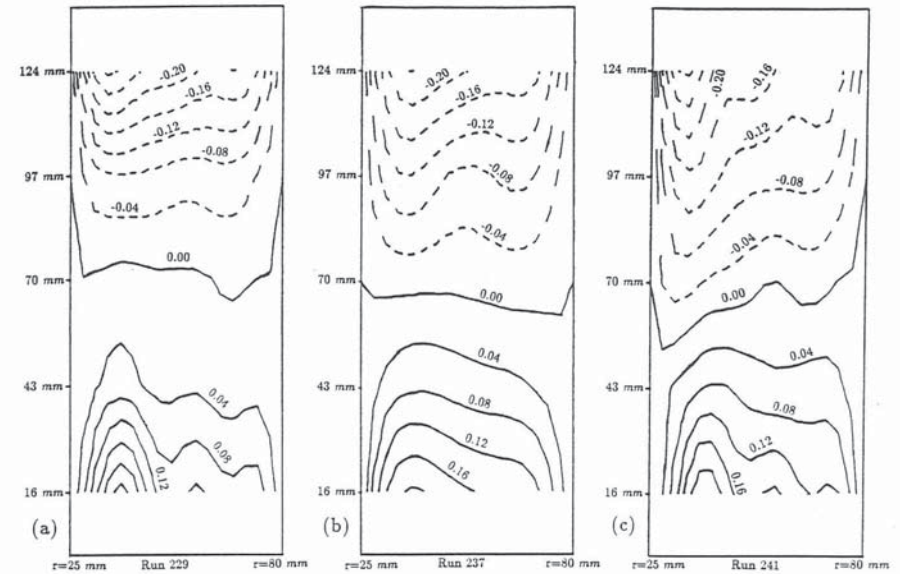 124 mm
97 mm
70 mm
43 mm
16 mm
-0.20
-0.16
-0.12
-0.08
-0.04
0.00
0.04
0.08
0.12
(a)
r=25 mm
Run 229
r=80 mm
124 mm
97 mm
70 mm
43 mm
16 mm
-0.20
-0.16
-0.12
-0.08
-0.04
0.00
0.04
0.08
0.12
0.16
(b)
r=25 mm
Run 237
r=80 mm
124 mm
97 mm
70 mm
43 mm
16 mm
-0.20
-0.16
-0.12
-0.08
-0.04
0.00
0.04
0.08
0.12
0.16
(c)
r=25 mm
Run 241
r=80 mm